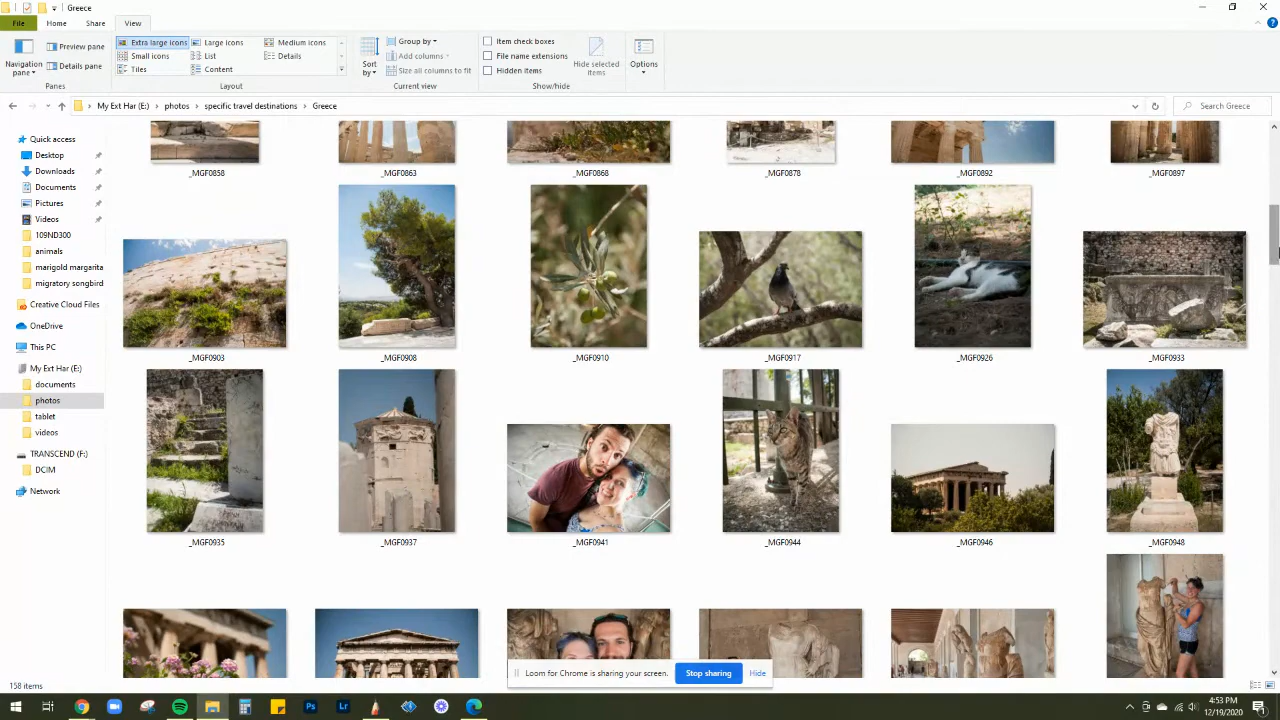 Greece
File Home Share View
Navigation pane
Preview pane
Details pane
Panes
Extra large icons Large icons Medium icons
Small icons List Details
Tiles Content
Layout
Sort by
Group by
Add columns
Size all columns to fit
Current view
Item check boxes
File name extensions
Hidden items
Hide selected items
Show/hide
Options
My Ext Har (E:) photos specific travel destinations Greece
Search Greece
Quick access
Desktop
Downloads
Documents
Pictures
Videos
109ND300
animals
marigold margarita
migratory songbird
Creative Cloud Files
OneDrive
This PC
My Ext Har (E:)
documents
photos
tablet
videos
TRANSCEND (F:)
DCIM
Network
_MGF0858 _MGF0863 _MGF0868 _MGF0878 _MGF0892 _MGF0897
_MGF0903 _MGF0908 _MGF0910 _MGF0917 _MGF0926 _MGF0933
_MGF0935 _MGF0937 _MGF0941 _MGF0944 _MGF0946 _MGF0948
Loom for Chrome is sharing your screen. Stop sharing Hide
158 items
Ps
Lr
4:53 PM
12/19/2020
1